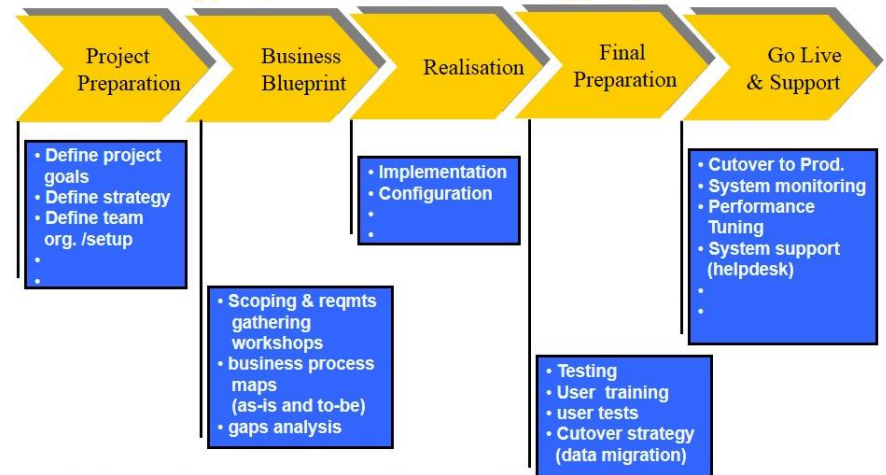 Project
Preparation
Business
Blueprint
Realisation
Final
Preparation
Go Live
& Support
• Define project
goals
• Define strategy
• Define team
org. /setup
•
•
• Scoping & reqmts
gathering
workshops
• business process
maps
(as-is and to-be)
• gaps analysis
• Implementation
• Configuration
•
•
• Testing
• User training
• user tests
• Cutover strategy
(data migration)
• Cutover to Prod.
• System monitoring
• Performance
Tuning
• System support
(helpdesk)
•
•